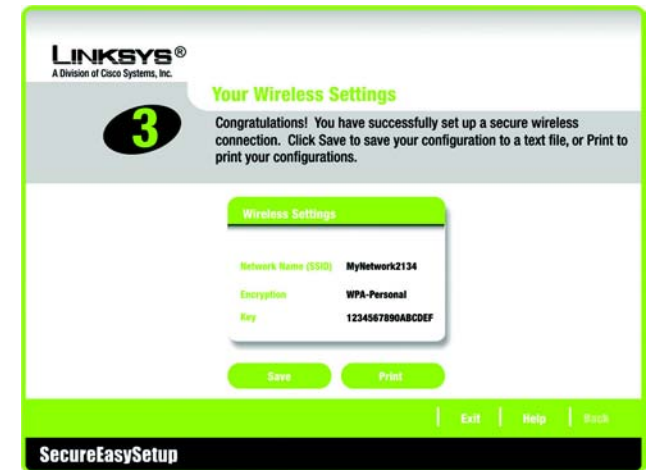 LINKSYS®
A Division of Cisco Systems, Inc.
Your Wireless Settings
3
Congratulations! You have successfully set up a secure wireless
connection. Click Save to save your configuration to a text file, or Print to
print your configurations.
Wireless Settings
Network Name (SSID) MyNetwork2134
Encryption WPA-Personal
Key 1234567890ABCDEF
Save Print
Exit Help Back
SecureEasySetup